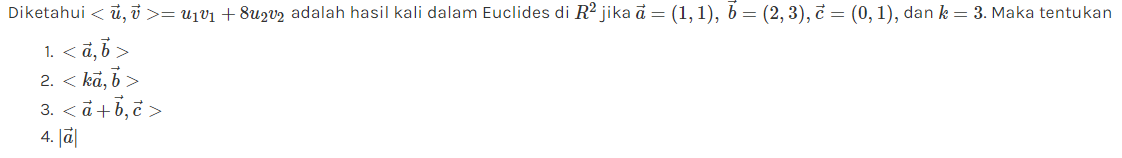 Diketahui < u⃗, v⃗ >= u₁v₁ + 8u₂v₂ adalah hasil kali dalam Euclides di R² jika a⃗ = (1, 1), b⃗ = (2, 3), c⃗ = (0, 1), dan k = 3. Maka tentukan
1. < a⃗, b⃗ >
2. < ka⃗, b⃗ >
3. < a⃗ + b⃗, c⃗ >
4. |a⃗|